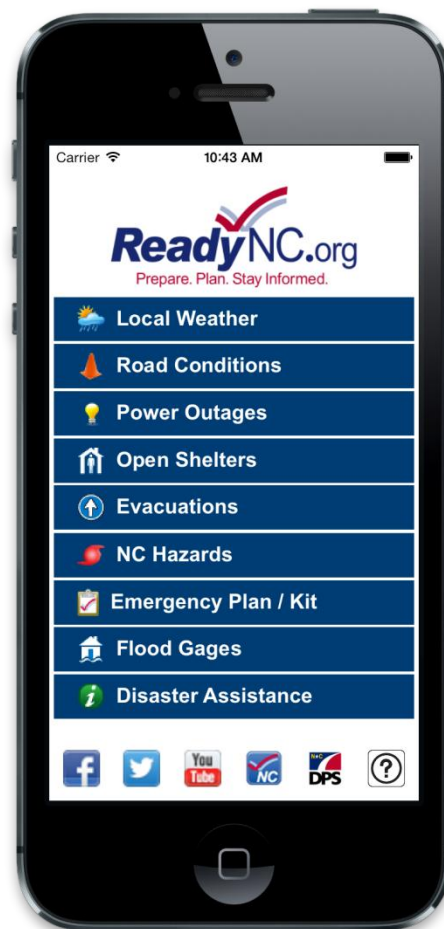 Carrier 10:43 AM
ReadyNC.org
Prepare. Plan. Stay Informed.
Local Weather
Road Conditions
Power Outages
Open Shelters
Evacuations
NC Hazards
Emergency Plan / Kit
Flood Gages
i Disaster Assistance
f You Tube NC N★C DPS ?